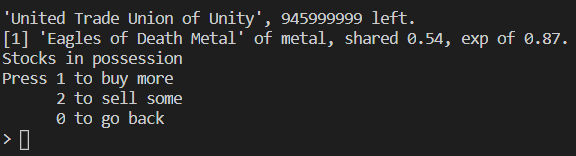 'United Trade Union of Unity', 945999999 left.
[1] 'Eagles of Death Metal' of metal, shared 0.54, exp of 0.87.
Stocks in possession
Press 1 to buy more
      2 to sell some
      0 to go back
>